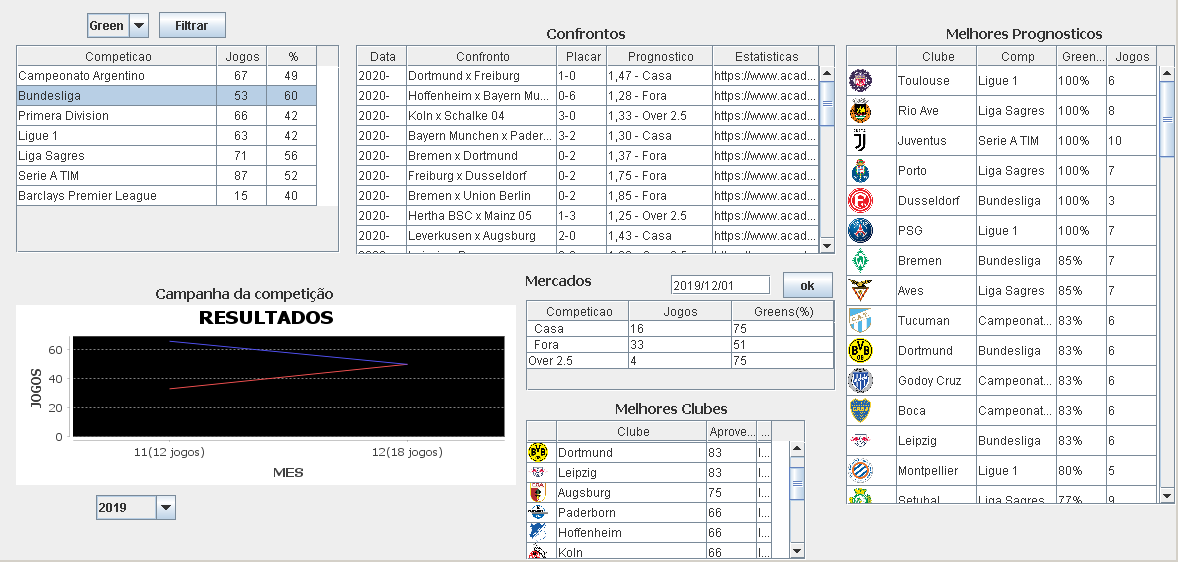 Green Filtrar
Competicao Jogos %
Campeonato Argentino 67 49
Bundesliga 53 60
Primera Division 66 42
Ligue 1 63 42
Liga Sagres 71 56
Serie A TIM 87 52
Barclays Premier League 15 40
Confrontos
Data Confronto Placar Prognostico Estatisticas
2020- Dortmund x Freiburg 1-0 1,47 - Casa https://www.acad...
2020- Hoffenheim x Bayern Mu... 0-6 1,28 - Fora https://www.acad...
2020- Koln x Schalke 04 3-0 1,33 - Over 2.5 https://www.acad...
2020- Bayern Munchen x Pader... 3-2 1,30 - Casa https://www.acad...
2020- Bremen x Dortmund 0-2 1,37 - Fora https://www.acad...
2020- Freiburg x Dusseldorf 0-2 1,75 - Fora https://www.acad...
2020- Bremen x Union Berlin 0-2 1,85 - Fora https://www.acad...
2020- Hertha BSC x Mainz 05 1-3 1,25 - Over 2.5 https://www.acad...
2020- Leverkusen x Augsburg 2-0 1,43 - Casa https://www.acad...
Melhores Prognosticos
Clube Comp Green... Jogos
Toulouse Ligue 1 100% 6
Rio Ave Liga Sagres 100% 8
Juventus Serie A TIM 100% 10
Porto Liga Sagres 100% 7
Dusseldorf Bundesliga 100% 3
PSG Ligue 1 100% 7
Bremen Bundesliga 85% 7
Aves Liga Sagres 85% 7
Tucuman Campeonat... 83% 6
Dortmund Bundesliga 83% 6
Godoy Cruz Campeonat... 83% 6
Boca Campeonat... 83% 6
Leipzig Bundesliga 83% 6
Montpellier Ligue 1 80% 5
Setubal Liga Sagres 77% 9
Campanha da competição
RESULTADOS
JOGOS
60
40
20
0
11(12 jogos) 12(18 jogos)
MES
2019
Mercados 2019/12/01 ok
Competicao Jogos Greens(%)
Casa 16 75
Fora 33 51
Over 2.5 4 75
Melhores Clubes
Clube Aprove... ...
Dortmund 83 I...
Leipzig 83 I...
Augsburg 75 I...
Paderborn 66 I...
Hoffenheim 66 I...
Koln 66 I...